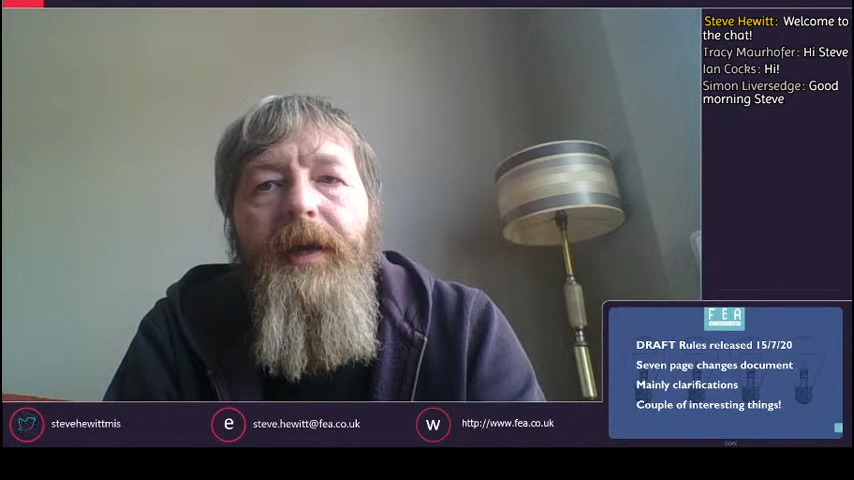 Steve Hewitt: Welcome to
the chat!
Tracy Maurhofer: Hi Steve
Ian Cocks: Hi!
Simon Liversedge: Good
morning Steve
FEA
DRAFT Rules released 15/7/20
Seven page changes document
Mainly clarifications
Couple of interesting things!
stevehewittmis
e
steve.hewitt@fea.co.uk
w
http://www.fea.co.uk